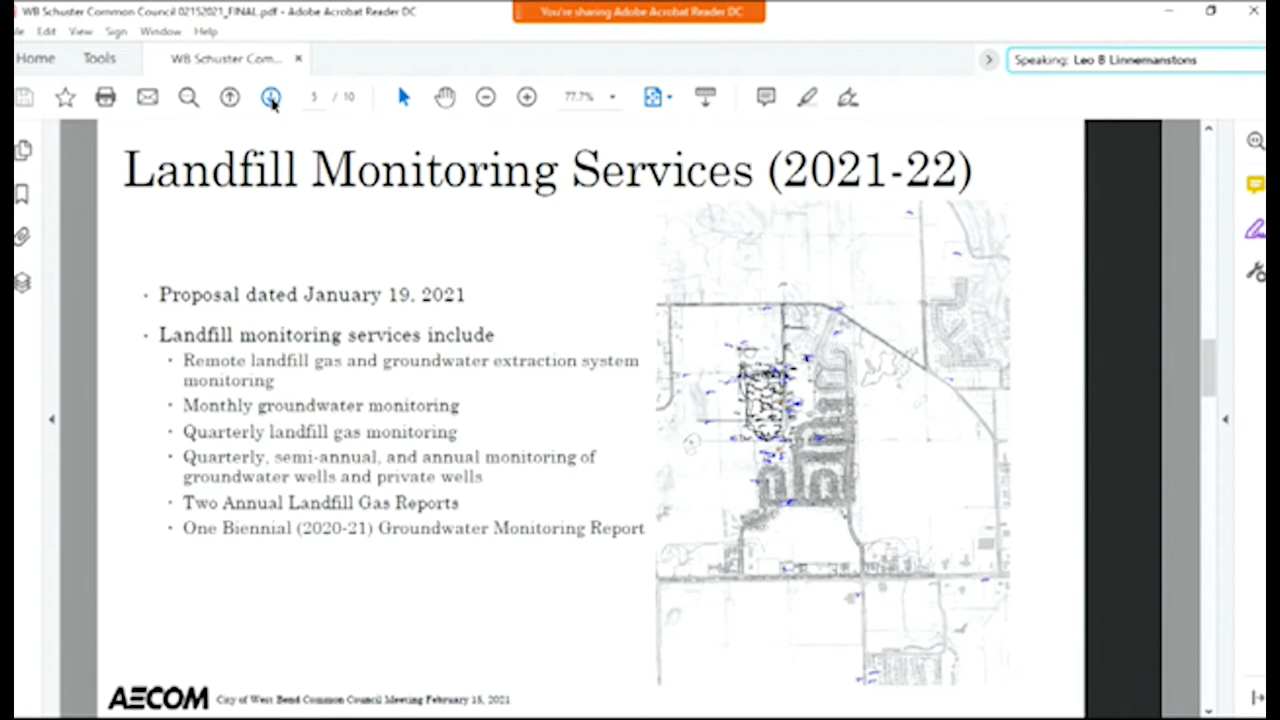 WB Schuster Common Council 02152021_FINAL.pdf - Adobe Acrobat Reader DC
You're sharing Adobe Acrobat Reader DC
Edit View Sign Window Help
Home Tools WB Schuster Com... ×
Speaking: Leo B Linnemanstons
/ 10
77.7%
Landfill Monitoring Services (2021-22)
· Proposal dated January 19, 2021
· Landfill monitoring services include
· Remote landfill gas and groundwater extraction system
monitoring
· Monthly groundwater monitoring
· Quarterly landfill gas monitoring
· Quarterly, semi-annual, and annual monitoring of
groundwater wells and private wells
· Two Annual Landfill Gas Reports
· One Biennial (2020-21) Groundwater Monitoring Report
AECOM City of West Bend Common Council Meeting February 15, 2021